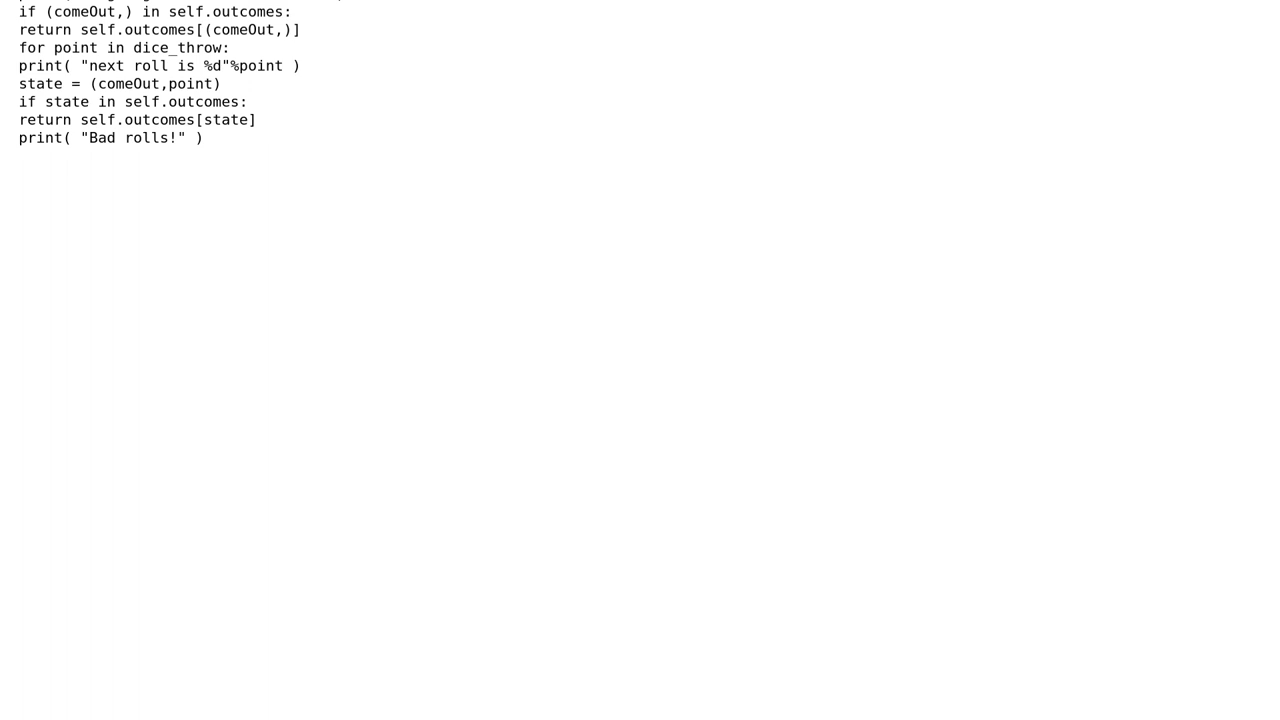 if (comeOut,) in self.outcomes:
return self.outcomes[(comeOut,)]
for point in dice_throw:
print( "next roll is %d"%point )
state = (comeOut,point)
if state in self.outcomes:
return self.outcomes[state]
print( "Bad rolls!" )